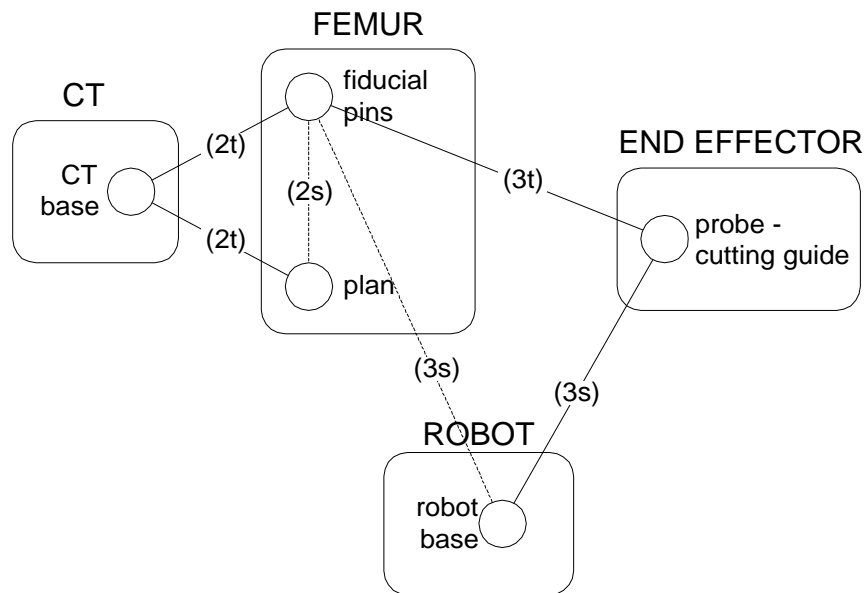 FEMUR
fiducial
pins
CT
(2t)
CT
base
(2s)
(2t)
plan
END EFFECTOR
(3t)
probe -
cutting guide
(3s)
(3s)
ROBOT
robot
base